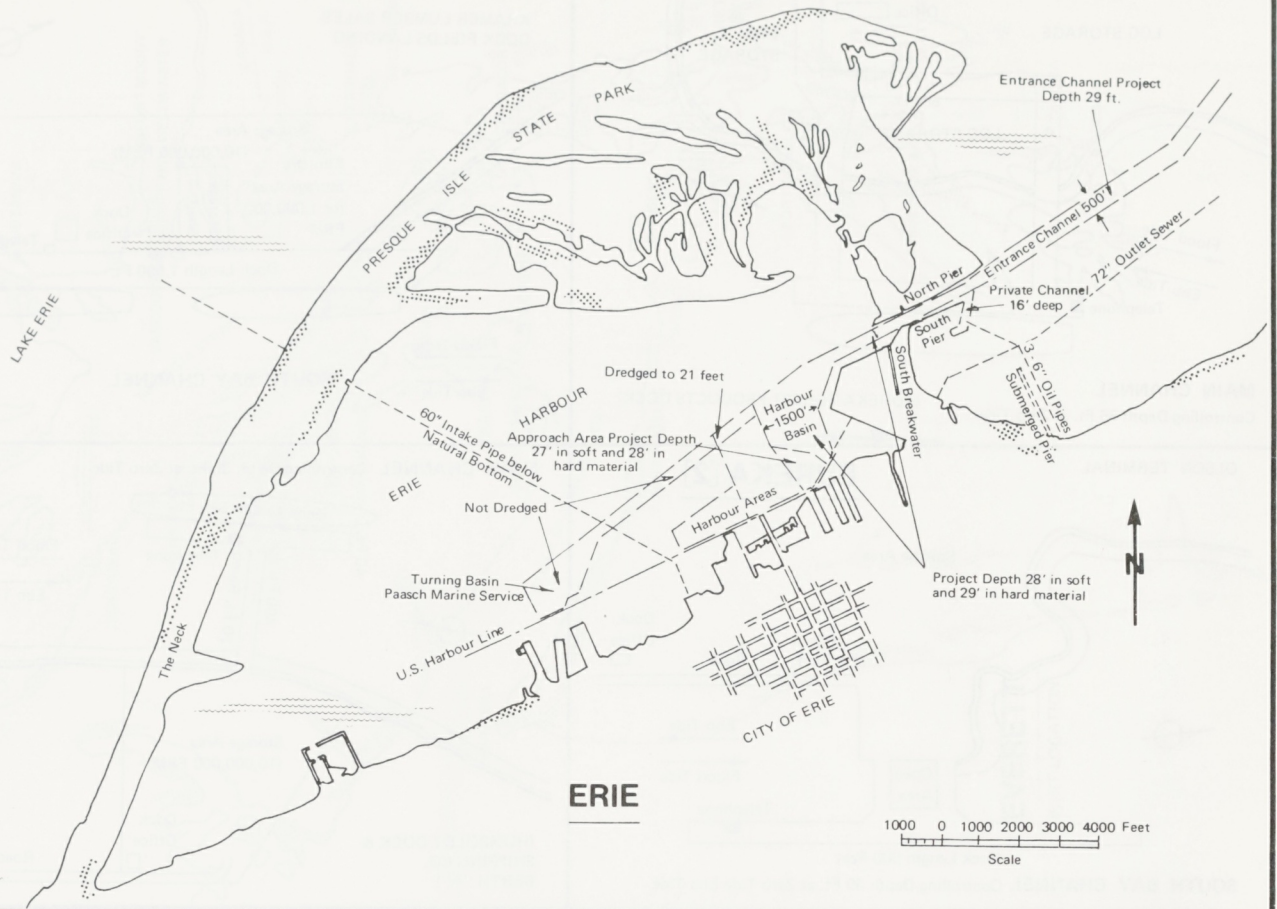 Entrance Channel Project
Depth 29 ft.
PRESQUE ISLE STATE PARK
LAKE ERIE
Entrance Channel 500'
72" Outlet Sewer
North Pier
Private Channel
16' deep
South
Pier
South Breakwater
3 6" Oil Pipes
Submerged Pier
Dredged to 21 feet
ERIE HARBOUR
Harbour
1500'
Basin
Approach Area Project Depth
27' in soft and 28' in
hard material
60" Intake Pipe below
Natural Bottom
Not Dredged
Harbour Areas
Turning Basin
Paasch Marine Service
Project Depth 28' in soft
and 29' in hard material
N
U.S. Harbour Line
The Nack
CITY OF ERIE
ERIE
1000 0 1000 2000 3000 4000 Feet
Scale